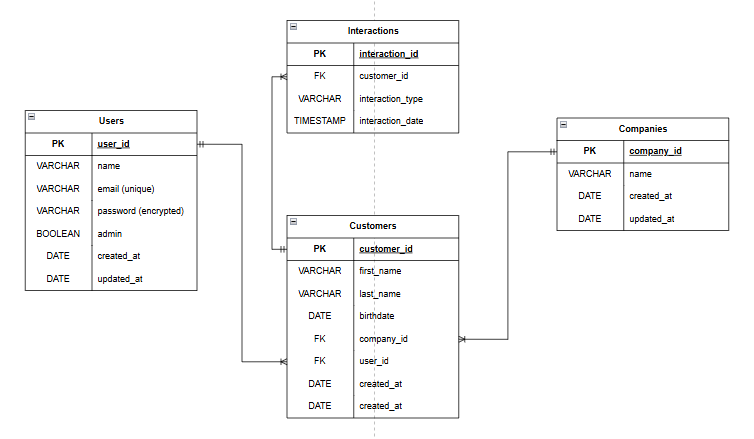 Interactions
PK interaction_id
FK customer_id
VARCHAR interaction_type
TIMESTAMP interaction_date
Users
PK user_id
VARCHAR name
VARCHAR email (unique)
VARCHAR password (encrypted)
BOOLEAN admin
DATE created_at
DATE updated_at
Companies
PK company_id
VARCHAR name
DATE created_at
DATE updated_at
Customers
PK customer_id
VARCHAR first_name
VARCHAR last_name
DATE birthdate
FK company_id
FK user_id
DATE created_at
DATE created_at